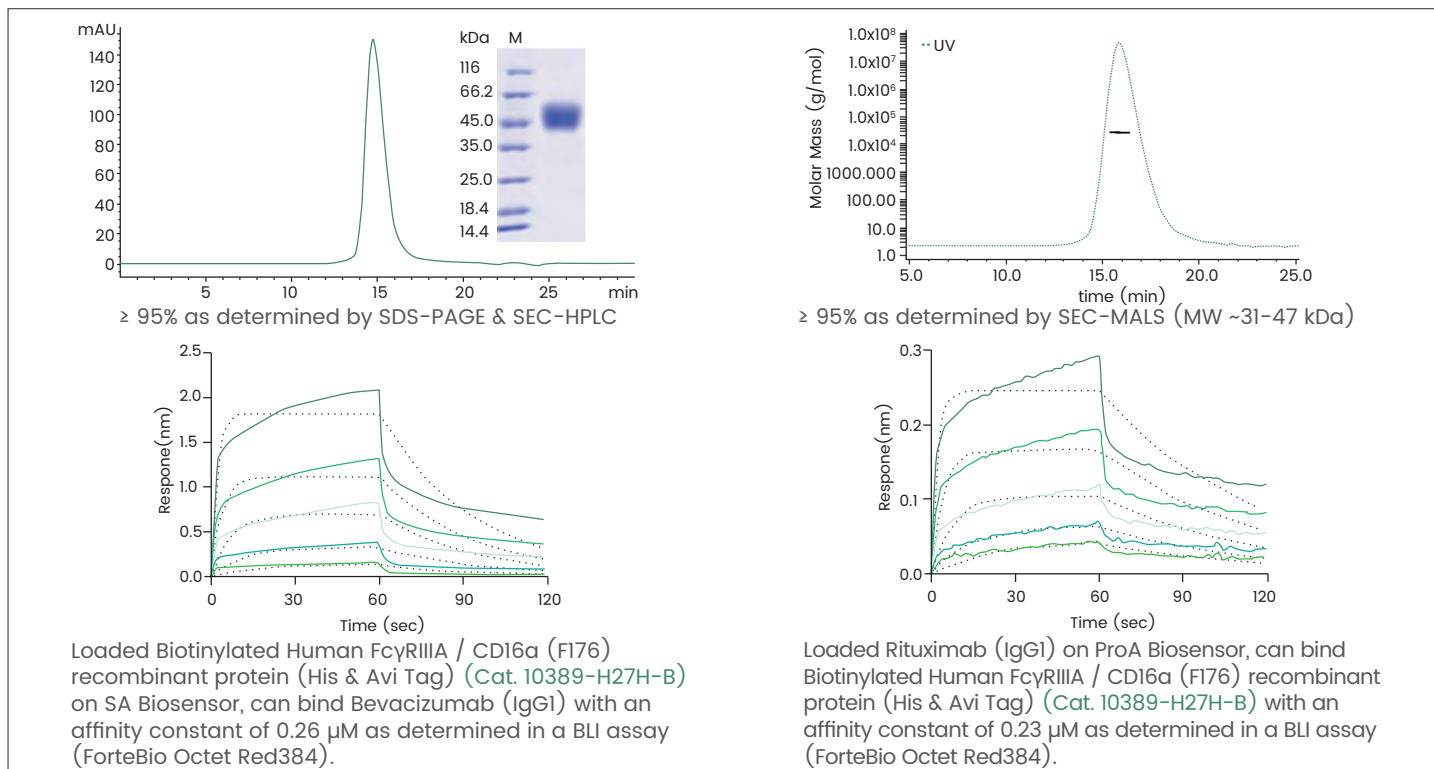 mAU
140
120
100
80
60
40
20
0
5
10
15
20
25
min
kDa M
116
66.2
45.0
35.0
25.0
18.4
14.4
≥ 95% as determined by SDS-PAGE & SEC-HPLC
UV
Molar Mass (g/mol)
1.0x10⁸
1.0x10⁷
1.0x10⁶
1.0x10⁵
1.0x10⁴
1000.00
100.00
10.0
1.0
5.0
10.0
15.0
20.0
25.0
time (min)
≥ 95% as determined by SEC-MALS (MW ~31-47 kDa)
Respone(nm)
2.5
2.0
1.5
1.0
0.5
0.0
0
30
60
90
120
Time (sec)
Loaded Biotinylated Human FcγRIIIA / CD16a (F176)
recombinant protein (His & Avi Tag) (Cat. 10389-H27H-B)
on SA Biosensor, can bind Bevacizumab (IgG1) with an
affinity constant of 0.26 μM as determined in a BLI assay
(ForteBio Octet Red384).
Respone(nm)
0.3
0.2
0.1
0.0
0
30
60
90
120
Time (sec)
Loaded Rituximab (IgG1) on ProA Biosensor, can bind
Biotinylated Human FcγRIIIA / CD16a (F176) recombinant
protein (His & Avi Tag) (Cat. 10389-H27H-B) with an
affinity constant of 0.23 μM as determined in a BLI assay
(ForteBio Octet Red384).